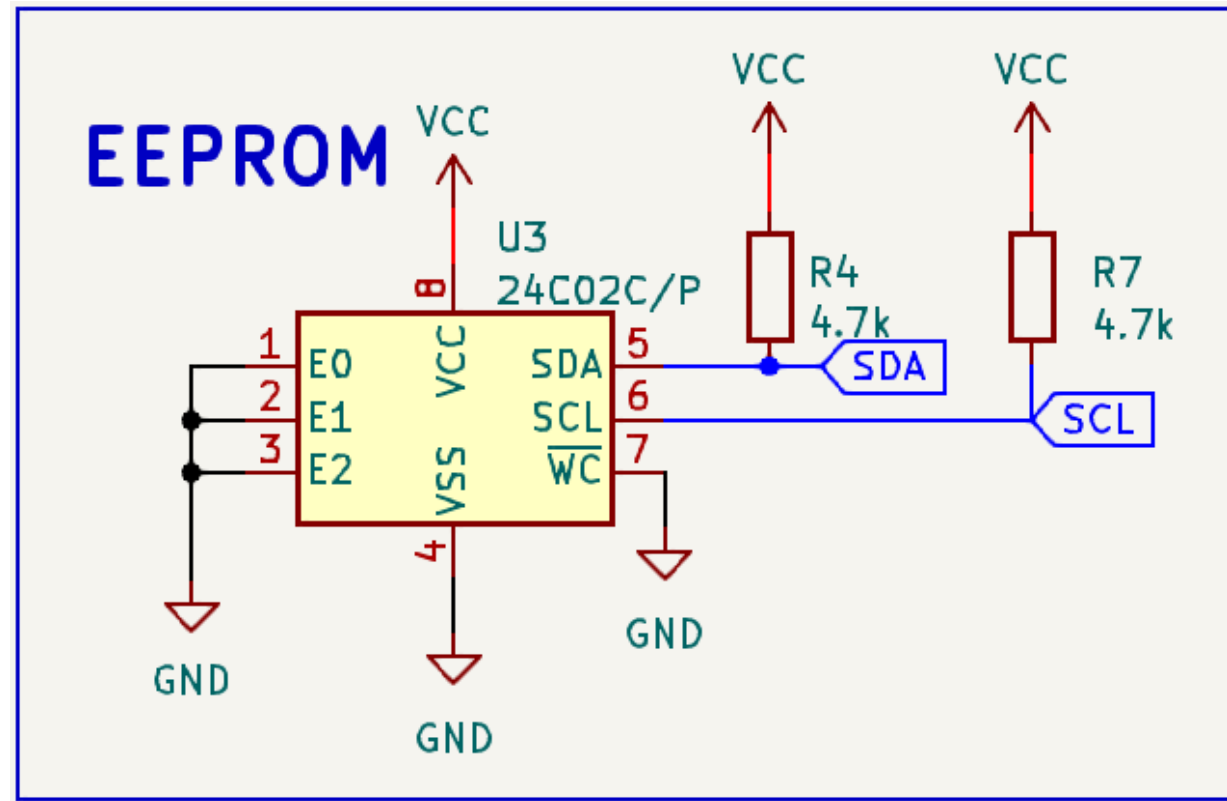 VCC
VCC
VCC
EEPROM
U3
24C02C/P
R4
4.7k
R7
4.7k
8
VCC
1
E0
SDA
5
SDA
2
E1
SCL
6
SCL
3
E2
WC
7
VSS
4
GND
GND
GND